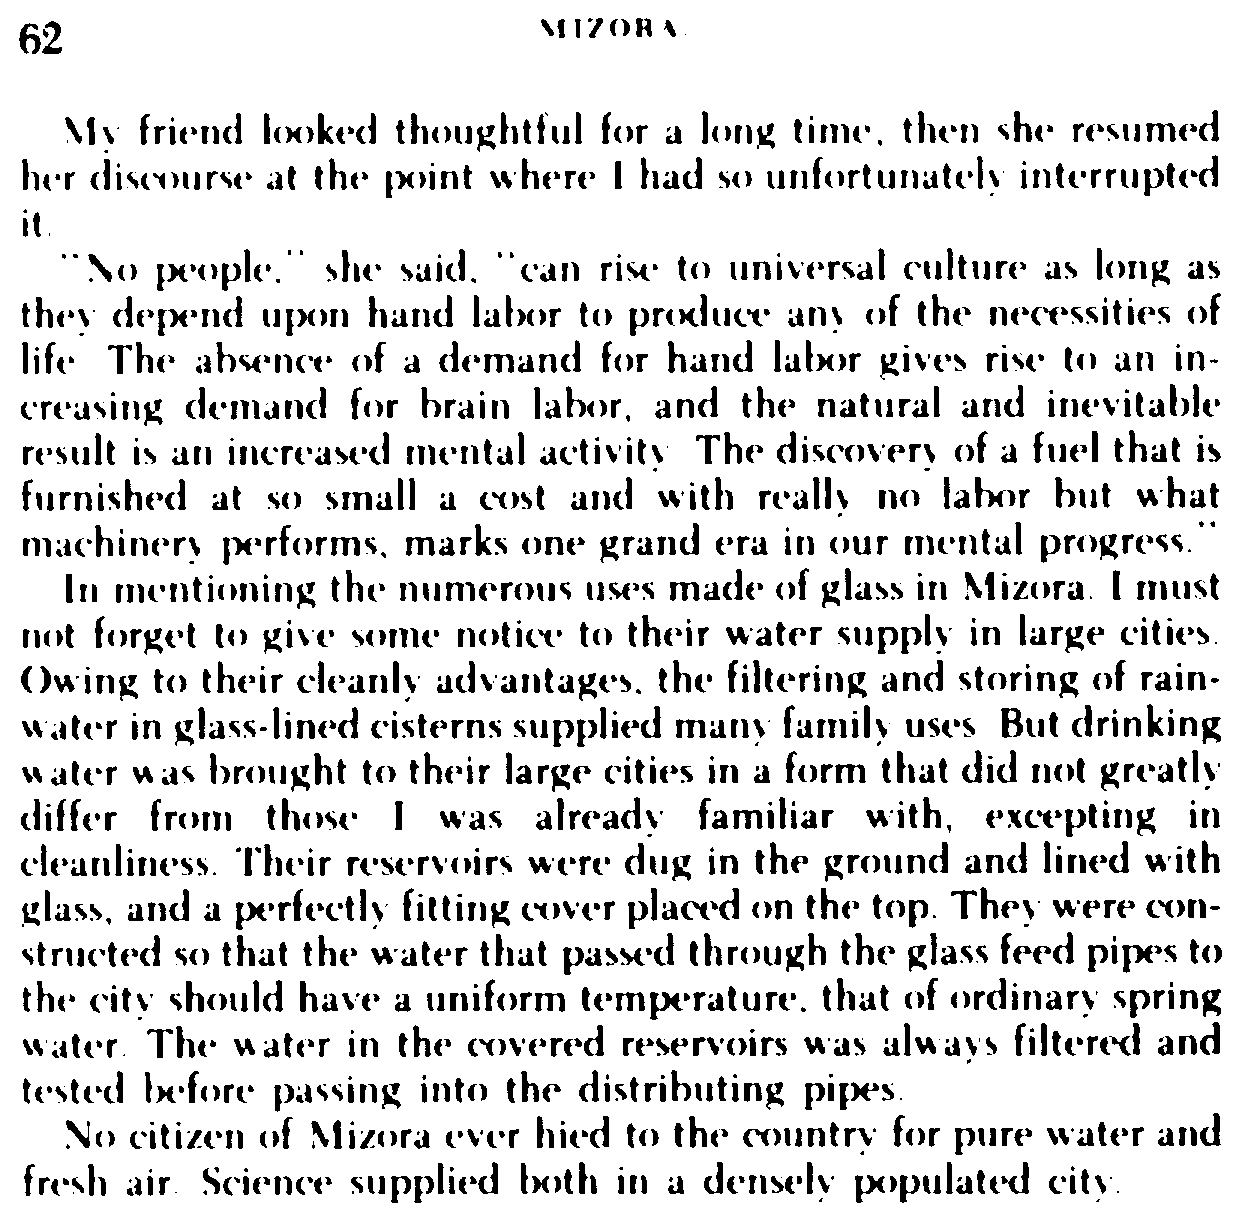 62
MIZORA.
My friend looked thoughtful for a long time, then she resumed
her discourse at the point where I had so unfortunately interrupted
it.
"No people," she said, "can rise to universal culture as long as
they depend upon hand labor to produce any of the necessities of
life. The absence of a demand for hand labor gives rise to an in-
creasing demand for brain labor, and the natural and inevitable
result is an increased mental activity. The discovery of a fuel that is
furnished at so small a cost and with really no labor but what
machinery performs, marks one grand era in our mental progress."
In mentioning the numerous uses made of glass in Mizora, I must
not forget to give some notice to their water supply in large cities.
Owing to their cleanly advantages, the filtering and storing of rain-
water in glass-lined cisterns supplied many family uses. But drinking
water was brought to their large cities in a form that did not greatly
differ from those I was already familiar with, excepting in
cleanliness. Their reservoirs were dug in the ground and lined with
glass, and a perfectly fitting cover placed on the top. They were con-
structed so that the water that passed through the glass feed pipes to
the city should have a uniform temperature, that of ordinary spring
water. The water in the covered reservoirs was always filtered and
tested before passing into the distributing pipes.
No citizen of Mizora ever hied to the country for pure water and
fresh air. Science supplied both in a densely populated city.